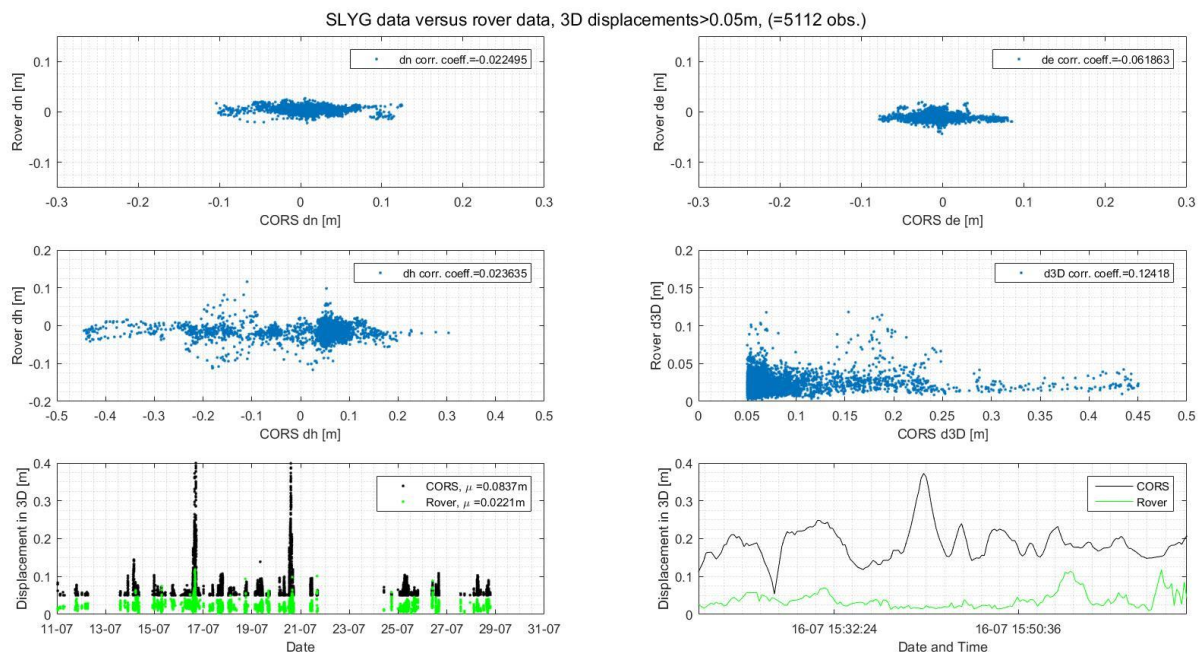 SLYG data versus rover data, 3D displacements>0.05m, (=5112 obs.)
dn corr. coeff.=-0.022495
Rover dn [m]
0.1
0
-0.1
-0.3 -0.2 -0.1 0 0.1 0.2 0.3
CORS dn [m]
de corr. coeff.=-0.061863
Rover de [m]
0.1
0
-0.1
-0.3 -0.2 -0.1 0 0.1 0.2 0.3
CORS de [m]
dh corr. coeff.=0.023635
Rover dh [m]
0.2
0.1
0
-0.1
-0.2
-0.5 -0.4 -0.3 -0.2 -0.1 0 0.1 0.2 0.3 0.4 0.5
CORS dh [m]
d3D corr. coeff.=0.12418
Rover d3D [m]
0.2
0.15
0.1
0.05
0
0 0.05 0.1 0.15 0.2 0.25 0.3 0.35 0.4 0.45 0.5
CORS d3D [m]
CORS, μ =0.0837m
Rover, μ =0.0221m
Displacement in 3D [m]
0.4
0.3
0.2
0.1
0
11-07 13-07 15-07 17-07 19-07 21-07 23-07 25-07 27-07 29-07 31-07
Date
CORS
Rover
Displacement in 3D [m]
0.4
0.3
0.2
0.1
0
16-07 15:32:24 16-07 15:50:36
Date and Time